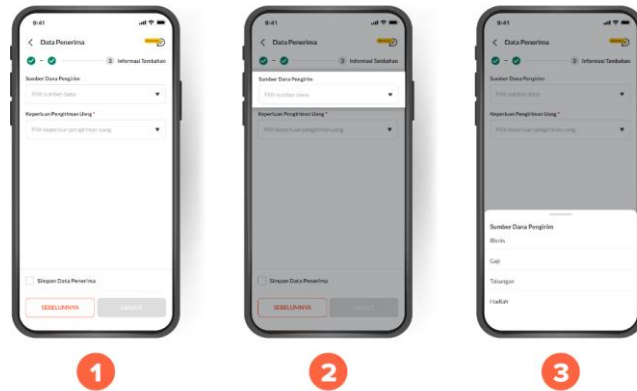 9:41
Data Penerima
3 Informasi Tambahan
Sumber Dana Pengirim
Pilih sumber dana
Keperluan Pengiriman Uang *
Pilih keperluan pengiriman uang
Simpan Data Penerima
SEBELUMNYA
LANJUT
1
9:41
Data Penerima
3 Informasi Tambahan
Sumber Dana Pengirim
Pilih sumber dana
Keperluan Pengiriman Uang *
Pilih keperluan pengiriman uang
Simpan Data Penerima
SEBELUMNYA
LANJUT
2
9:41
Data Penerima
3 Informasi Tambahan
Sumber Dana Pengirim
Pilih sumber dana
Keperluan Pengiriman Uang *
Pilih keperluan pengiriman uang
Sumber Dana Pengirim
Bisnis
Gaji
Tabungan
Hadiah
3